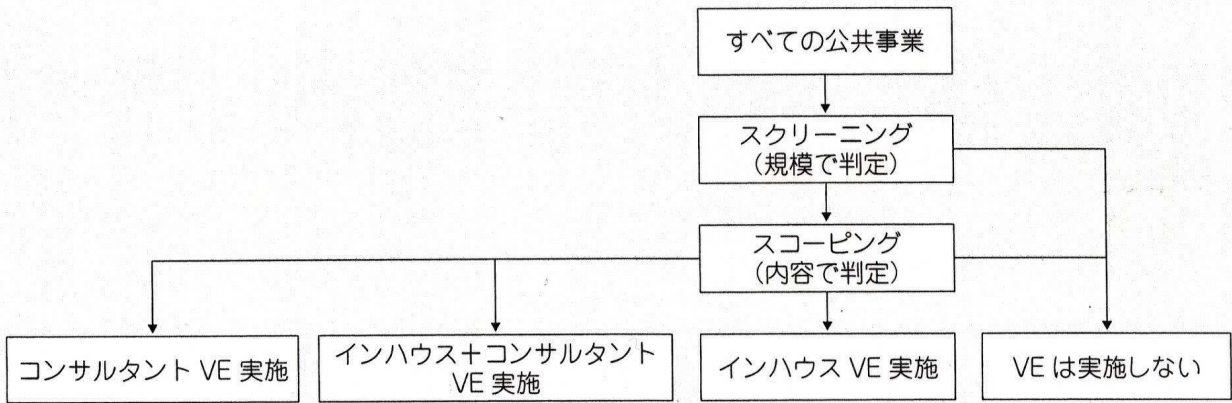 すべての公共事業
スクリーニング
(規模で判定)
スコーピング
(内容で判定)
コンサルタント VE 実施
インハウス+コンサルタント
VE 実施
インハウス VE 実施
VE は実施しない